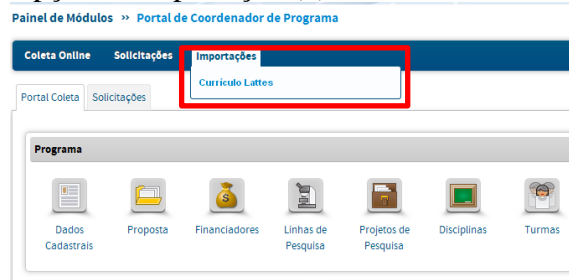 Painel de Módulos ›› Portal de Coordenador de Programa
Coleta Online Solicitações Importações
Currículo Lattes
Portal Coleta Solicitações
Programa
Dados Cadastrais Proposta Financiadores Linhas de Pesquisa Projetos de Pesquisa Disciplinas Turmas